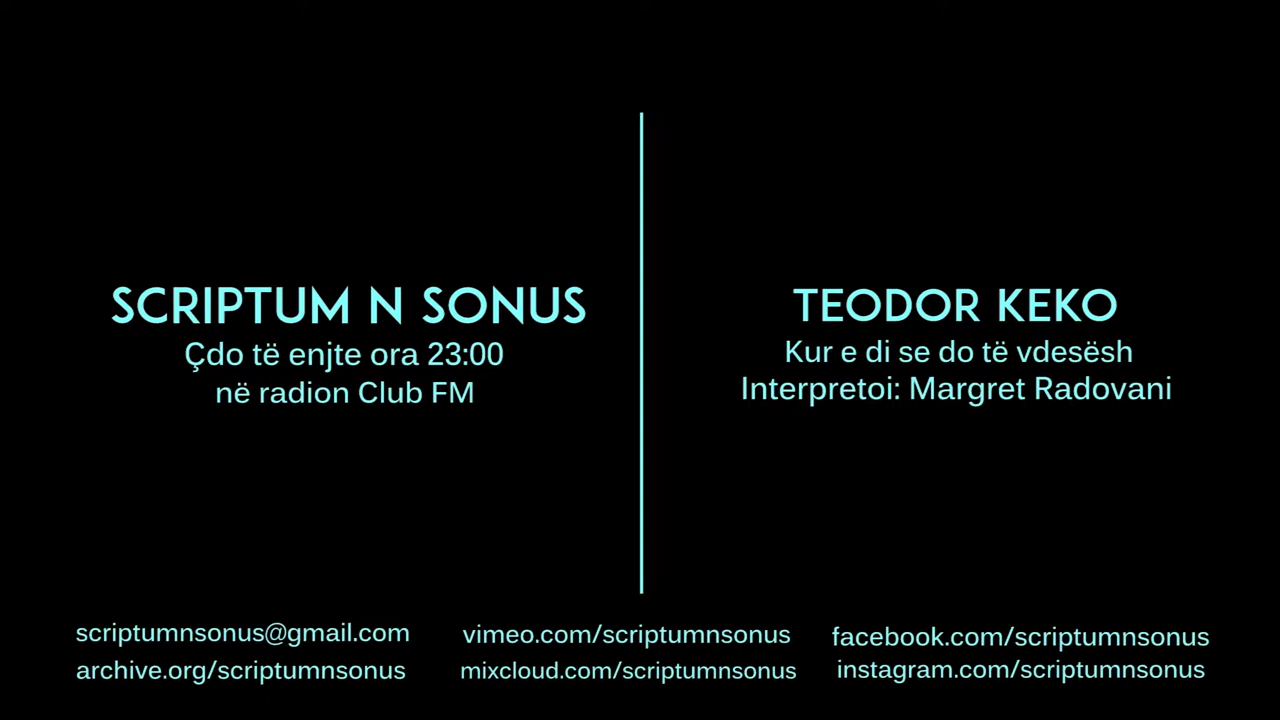 SCRIPTUM N SONUS
Çdo të enjte ora 23:00
në radion Club FM
TEODOR KEKO
Kur e di se do të vdesësh
Interpretoi: Margret Radovani
scriptumnsonus@gmail.com
archive.org/scriptumnsonus
vimeo.com/scriptumnsonus
mixcloud.com/scriptumnsonus
facebook.com/scriptumnsonus
instagram.com/scriptumnsonus